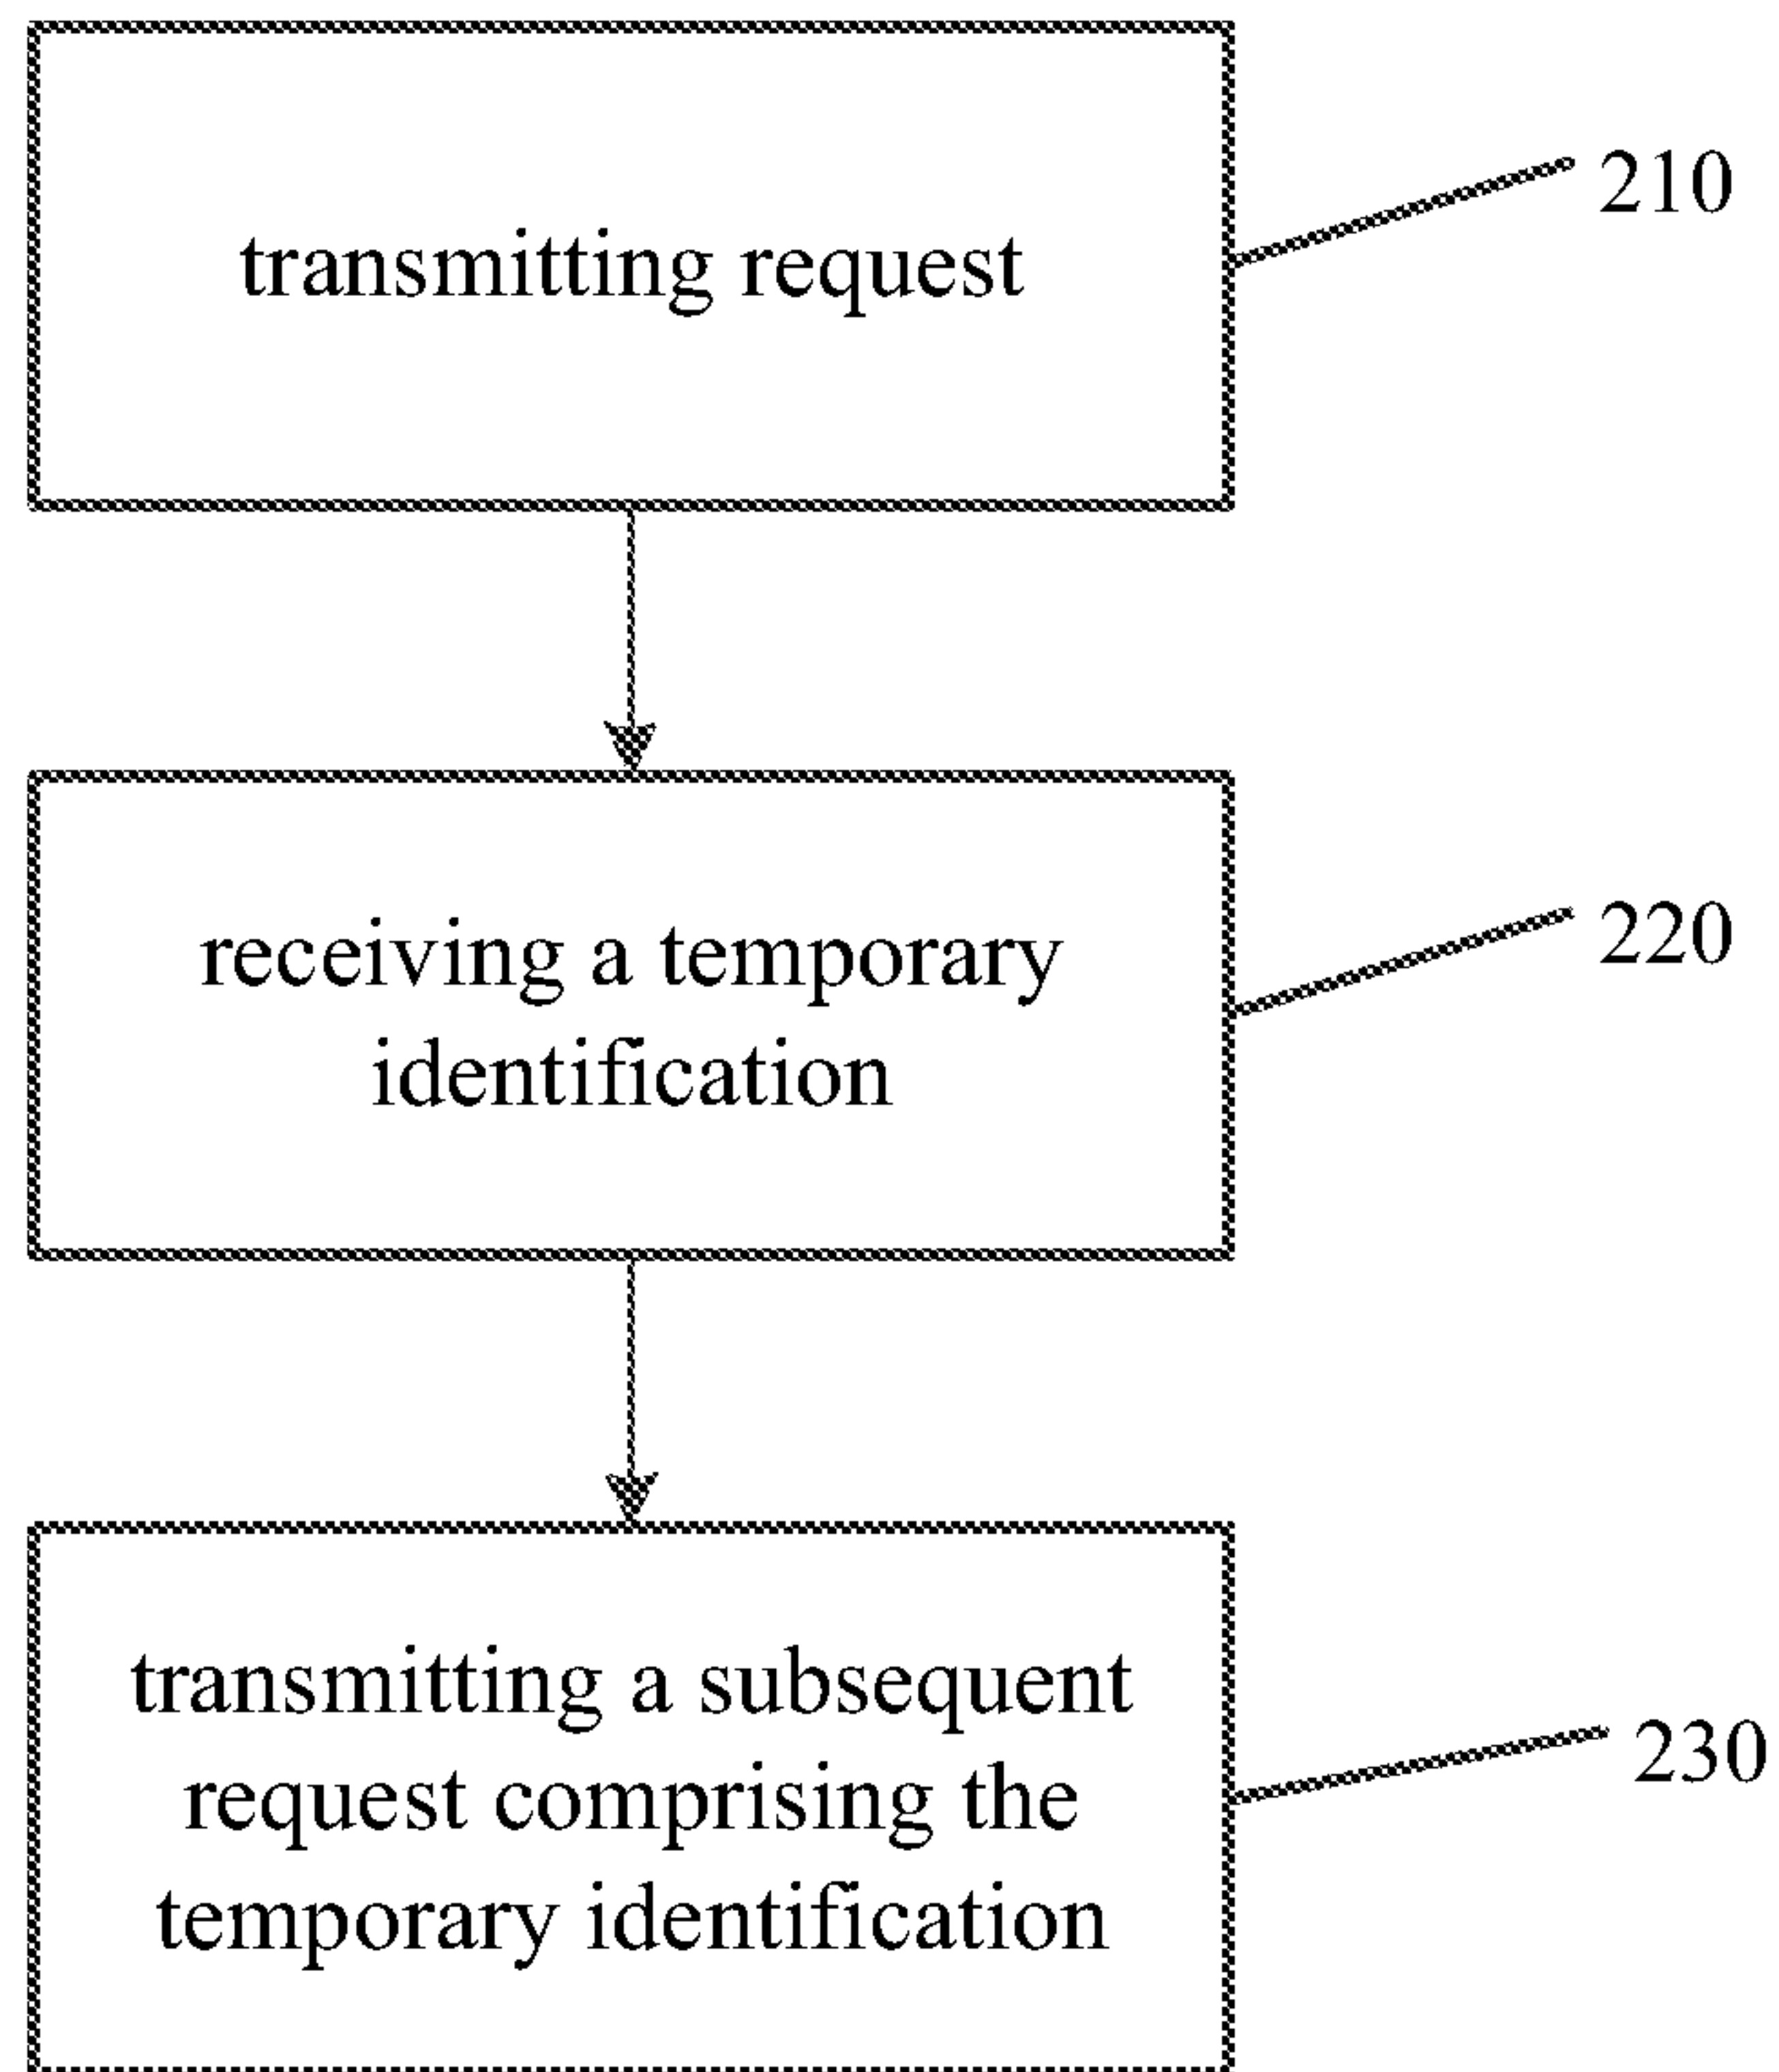 transmitting request
210
receiving a temporary
identification
220
transmitting a subsequent
request comprising the
temporary identification
230